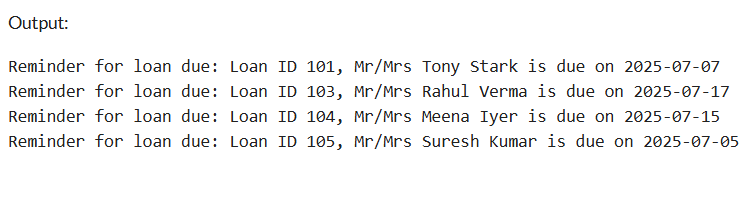 Output:
Reminder for loan due: Loan ID 101, Mr/Mrs Tony Stark is due on 2025-07-07
Reminder for loan due: Loan ID 103, Mr/Mrs Rahul Verma is due on 2025-07-17
Reminder for loan due: Loan ID 104, Mr/Mrs Meena Iyer is due on 2025-07-15
Reminder for loan due: Loan ID 105, Mr/Mrs Suresh Kumar is due on 2025-07-05